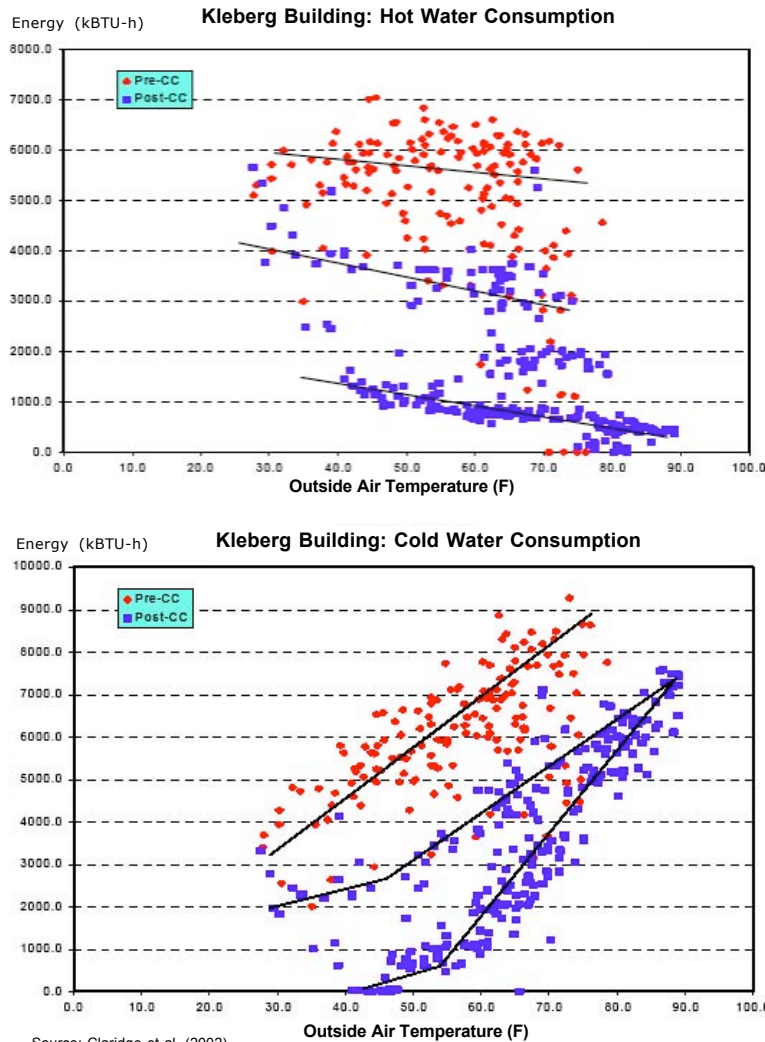 Energy (kBTU-h)
Kleberg Building: Hot Water Consumption
8000.0
7000.0
6000.0
5000.0
4000.0
3000.0
2000.0
1000.0
0.0
Pre-CC
Post-CC
0.0 10.0 20.0 30.0 40.0 50.0 60.0 70.0 80.0 90.0 100.0
Outside Air Temperature (F)
Energy (kBTU-h)
Kleberg Building: Cold Water Consumption
10000.0
9000.0
8000.0
7000.0
6000.0
5000.0
4000.0
3000.0
2000.0
1000.0
0.0
Pre-CC
Post-CC
0.0 10.0 20.0 30.0 40.0 50.0 60.0 70.0 80.0 90.0 100.0
Outside Air Temperature (F)